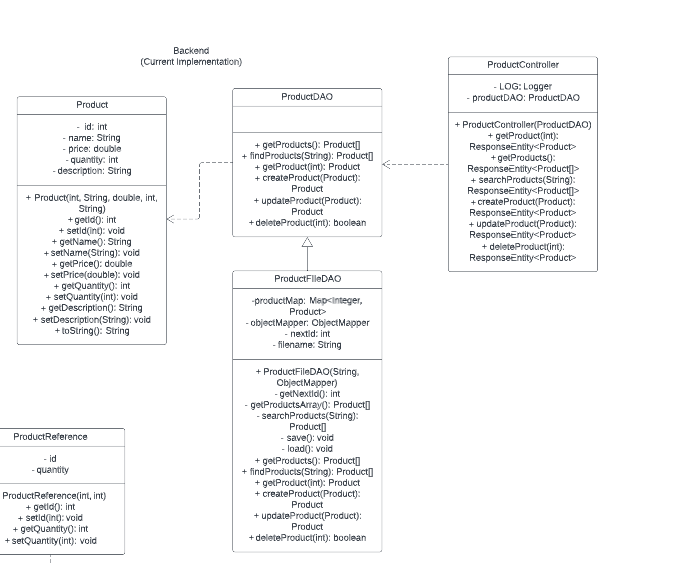 Backend
(Current Implementation)
Product
- id: int
- name: String
- price: double
- quantity: int
- description: String
+ Product(int, String, double, int,
String)
+ getId(): int
+ setId(int): void
+ getName(): String
+ setName(String): void
+ getPrice(): double
+ setPrice(double): void
+ getQuantity(): int
+ setQuantity(int): void
+ getDescription(): String
+ setDescription(String): void
+ toString(): String
ProductDAO
+ getProducts(): Product[]
+ findProducts(String): Product[]
+ getProduct(int): Product
+ createProduct(Product):
Product
+ updateProduct(Product):
Product
+ deleteProduct(int): boolean
ProductController
- LOG: Logger
- productDAO: ProductDAO
+ ProductController(ProductDAO)
+ getProduct(int):
ResponseEntity<Product>
+ getProducts():
ResponseEntity<Product[]>
+ searchProducts(String):
ResponseEntity<Product[]>
+ createProduct(Product):
ResponseEntity<Product>
+ updateProduct(Product):
ResponseEntity<Product>
+ deleteProduct(int):
ResponseEntity<Product>
ProductFileDAO
-productMap: Map<Integer,
Product>
- objectMapper: ObjectMapper
- nextId: int
- filename: String
+ ProductFileDAO(String,
ObjectMapper)
- getNextId(): int
- getProductsArray(): Product[]
- searchProducts(String):
Product[]
- save(): void
- load(): void
+ getProducts(): Product[]
+ findProducts(String): Product[]
+ getProduct(int): Product
+ createProduct(Product):
Product
+ updateProduct(Product):
Product
+ deleteProduct(int): boolean
ProductReference
- id
- quantity
ProductReference(int, int)
+ getId(): int
+ setId(int): void
+ getQuantity(): int
+ setQuantity(int): void